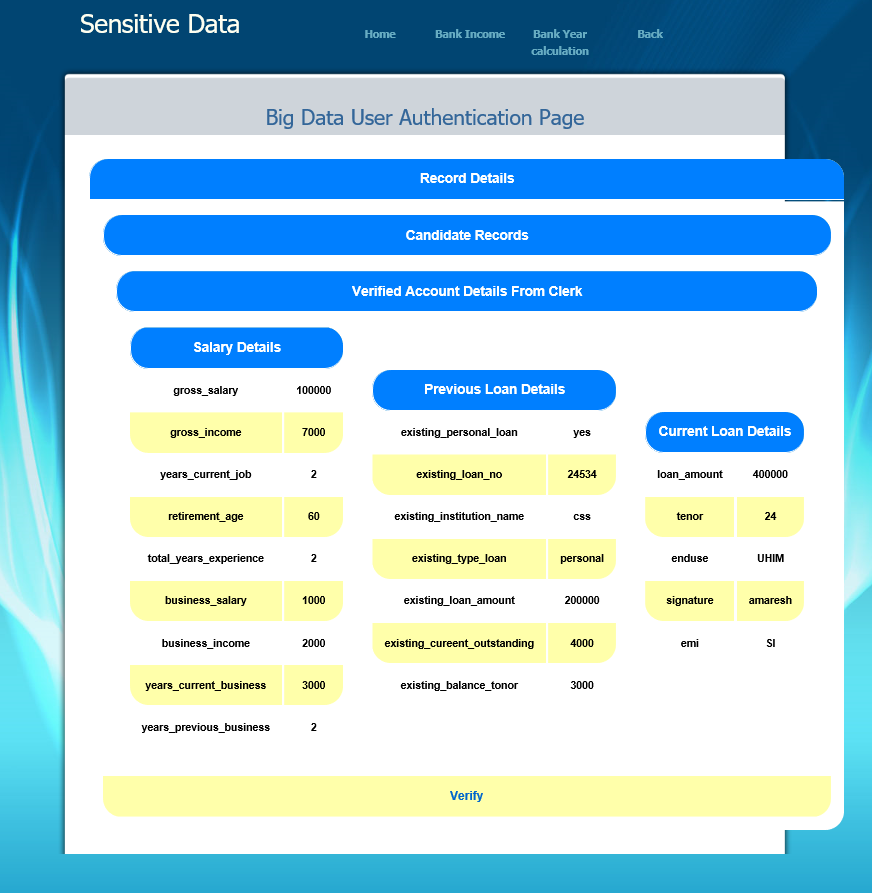 Sensitive Data
Home Bank Income Bank Year Back
calculation
Big Data User Authentication Page
Record Details
Candidate Records
Verified Account Details From Clerk
Salary Details
gross_salary 100000
gross_income 7000
years_current_job 2
retirement_age 60
total_years_experience 2
business_salary 1000
business_income 2000
years_current_business 3000
years_previous_business 2
Previous Loan Details
existing_personal_loan yes
existing_loan_no 24534
existing_institution_name css
existing_type_loan personal
existing_loan_amount 200000
existing_cureent_outstanding 4000
existing_balance_tonor 3000
Current Loan Details
loan_amount 400000
tenor 24
enduse UHIM
signature amaresh
emi SI
Verify